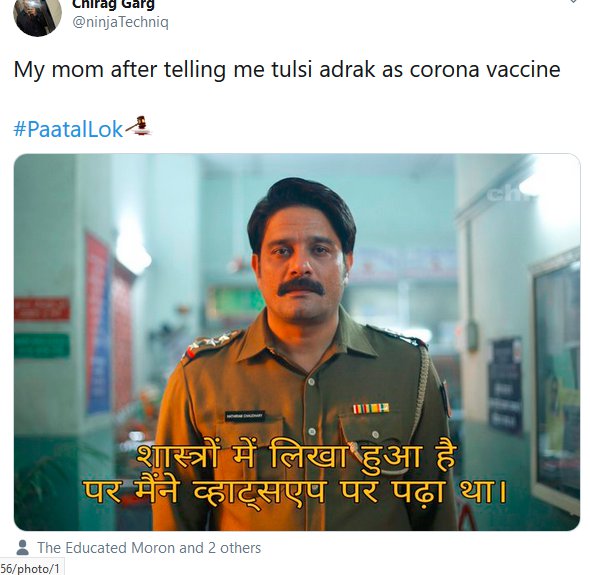 Chirag Garg
@ninjaTechniq
My mom after telling me tulsi adrak as corona vaccine
#PaatalLok
HATHIRAM CHAUDHARY
शास्त्रों में लिखा हुआ है
पर मैंने व्हाट्सएप पर पढ़ा था।
The Educated Moron and 2 others
56/photo/1